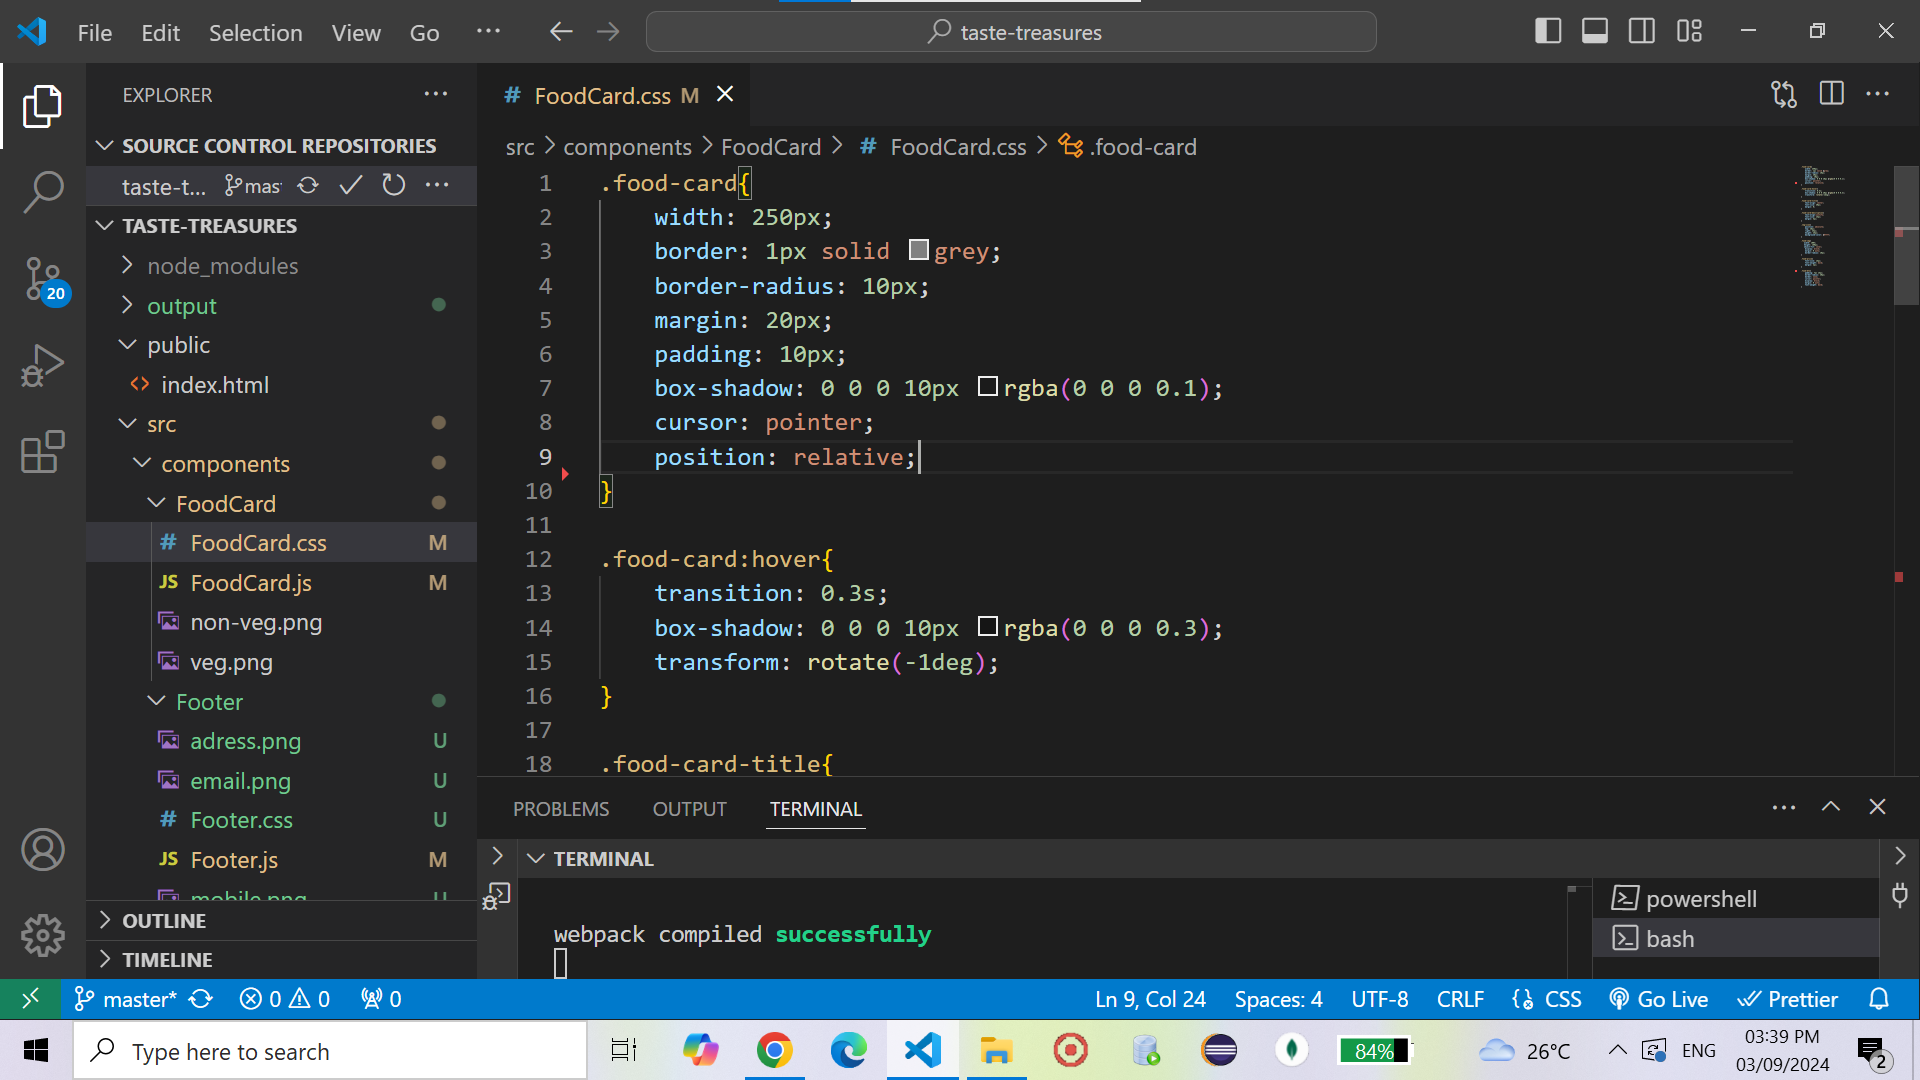 File Edit Selection View Go ... taste-treasures
EXPLORER ...
SOURCE CONTROL REPOSITORIES
taste-t... mas ...
TASTE-TREASURES
node_modules
output
public
index.html
src
components
FoodCard
FoodCard.css M
FoodCard.js M
non-veg.png
veg.png
Footer
adress.png U
email.png U
Footer.css U
Footer.js M
mobile.png U
OUTLINE
TIMELINE
# FoodCard.css M
src > components > FoodCard > # FoodCard.css > .food-card
1 .food-card{
2 width: 250px;
3 border: 1px solid grey;
4 border-radius: 10px;
5 margin: 20px;
6 padding: 10px;
7 box-shadow: 0 0 0 10px rgba(0 0 0 0.1);
8 cursor: pointer;
9 position: relative;
10 }
11
12 .food-card:hover{
13 transition: 0.3s;
14 box-shadow: 0 0 0 10px rgba(0 0 0 0.3);
15 transform: rotate(-1deg);
16 }
17
18 .food-card-title{
PROBLEMS OUTPUT TERMINAL ...
TERMINAL
webpack compiled successfully
powershell
bash
20
master* 0 0 0 Ln 9, Col 24 Spaces: 4 UTF-8 CRLF CSS Go Live Prettier
Type here to search 84% 26°C ENG 03:39 PM
03/09/2024 2